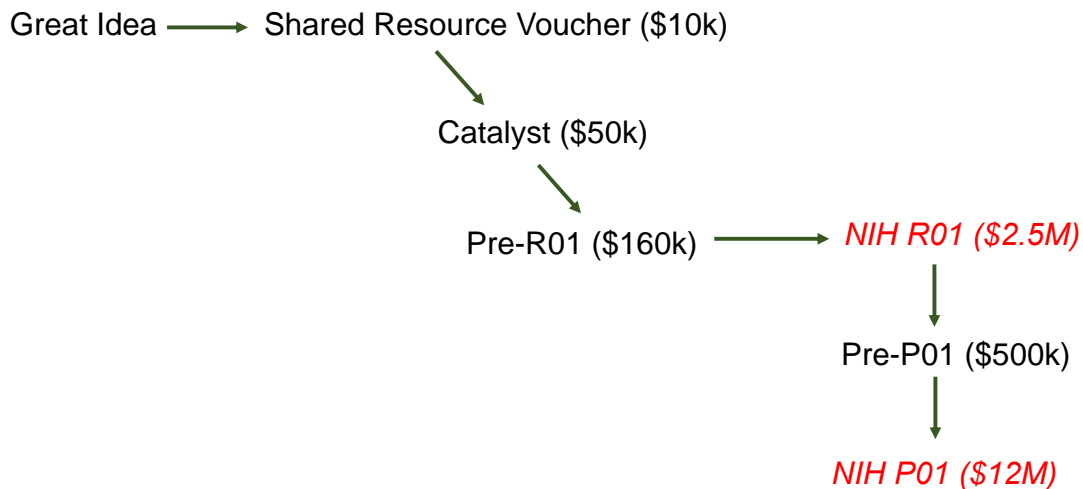 Great Idea Shared Resource Voucher ($10k)
Catalyst ($50k)
Pre-R01 ($160k) NIH R01 ($2.5M)
Pre-P01 ($500k)
NIH P01 ($12M)